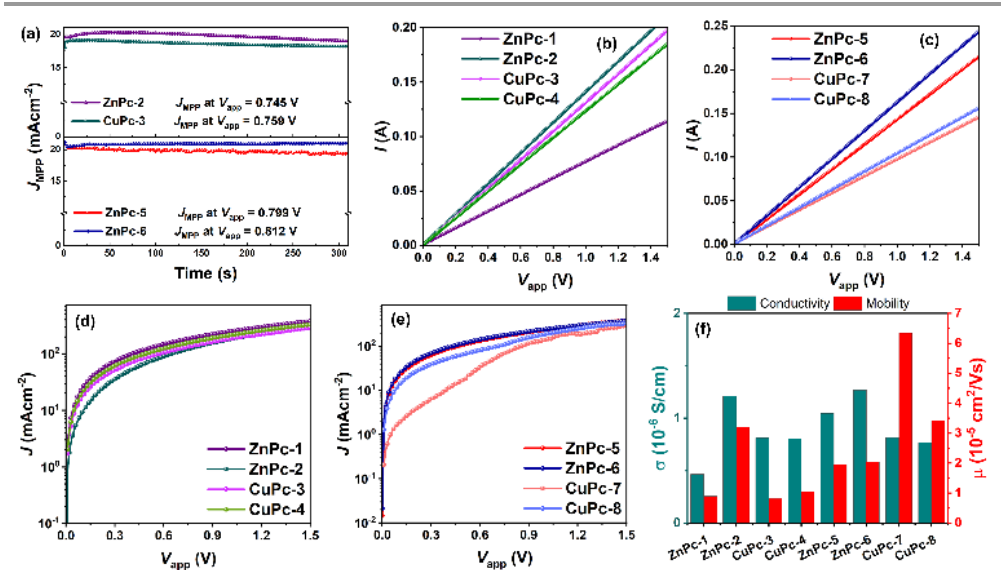 (a)
20
15
ZnPc-2 J_MPP at V_app = 0.745 V
CuPc-3 J_MPP at V_app = 0.759 V
20
15
ZnPc-5 J_MPP at V_app = 0.799 V
ZnPc-6 J_MPP at V_app = 0.812 V
0 50 100 150 200 250 300
Time (s)
J_MPP (mAcm⁻²)
(b)
ZnPc-1
ZnPc-2
CuPc-3
CuPc-4
0.20
0.15
0.10
0.05
0.00
0.0 0.2 0.4 0.6 0.8 1.0 1.2 1.4
V_app (V)
I (A)
(c)
ZnPc-5
ZnPc-6
CuPc-7
CuPc-8
0.25
0.20
0.15
0.10
0.05
0.00
0.0 0.2 0.4 0.6 0.8 1.0 1.2 1.4
V_app (V)
I (A)
(d)
10²
10¹
10⁰
10⁻¹
ZnPc-1
ZnPc-2
CuPc-3
CuPc-4
0.0 0.3 0.6 0.9 1.2 1.5
V_app (V)
J (mAcm⁻²)
(e)
10²
10¹
10⁰
10⁻¹
10⁻²
ZnPc-5
ZnPc-6
CuPc-7
CuPc-8
0.0 0.3 0.6 0.9 1.2 1.5
V_app (V)
J (mAcm⁻²)
Conductivity Mobility
(f)
2
1
0
σ (10⁻⁶ S/cm)
7
6
5
4
3
2
1
0
μ (10⁻⁵ cm²/Vs)
ZnPc-1 ZnPc-2 CuPc-3 CuPc-4 ZnPc-5 ZnPc-6 CuPc-7 CuPc-8